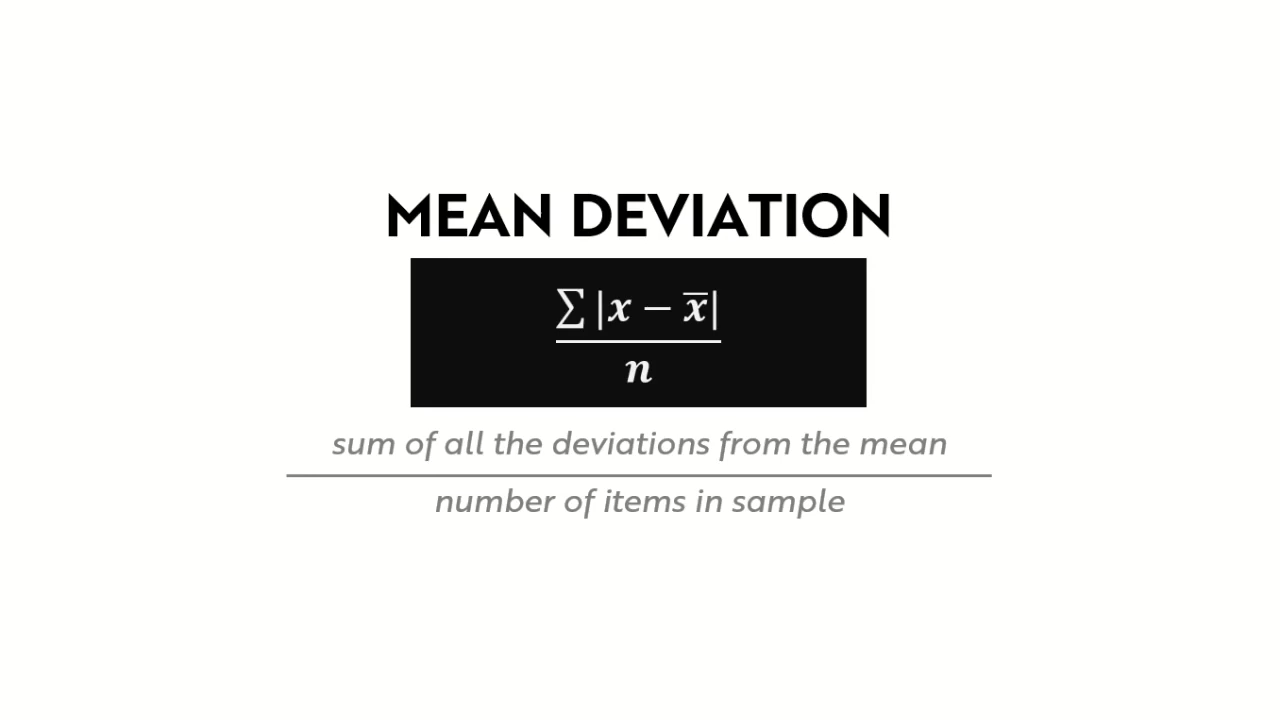 MEAN DEVIATION
∑|x − x̅|
n
sum of all the deviations from the mean
number of items in sample